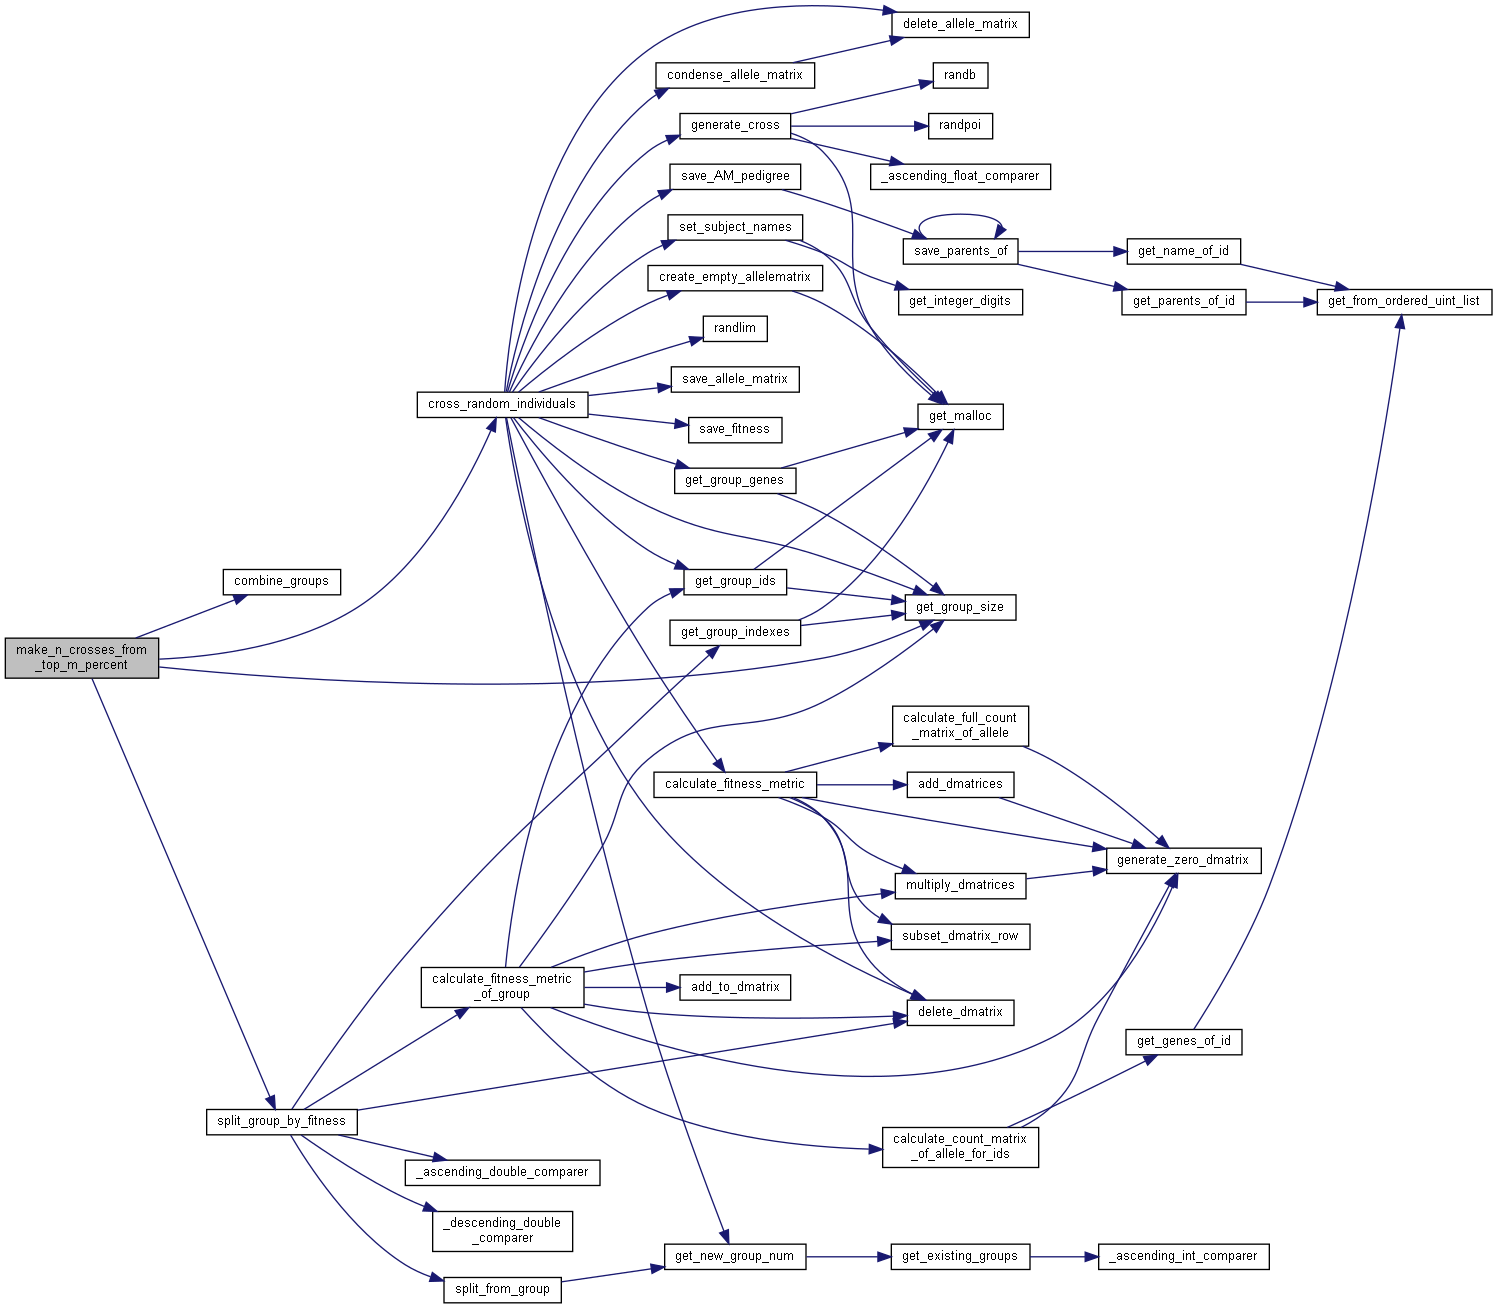 delete_allele_matrix
condense_allele_matrix
randb
generate_cross
randpoi
save_AM_pedigree
_ascending_float_comparer
set_subject_names
save_parents_of
get_name_of_id
create_empty_allelematrix
get_integer_digits
get_parents_of_id
get_from_ordered_uint_list
randlim
save_allele_matrix
cross_random_individuals
get_malloc
save_fitness
get_group_genes
combine_groups
get_group_ids
get_group_size
get_group_indexes
make_n_crosses_from
_top_m_percent
calculate_full_count
_matrix_of_allele
calculate_fitness_metric
add_dmatrices
generate_zero_dmatrix
multiply_dmatrices
subset_dmatrix_row
calculate_fitness_metric
_of_group
add_to_dmatrix
delete_dmatrix
get_genes_of_id
split_group_by_fitness
calculate_count_matrix
_of_allele_for_ids
_ascending_double_comparer
_descending_double
_comparer
get_new_group_num
get_existing_groups
_ascending_int_comparer
split_from_group